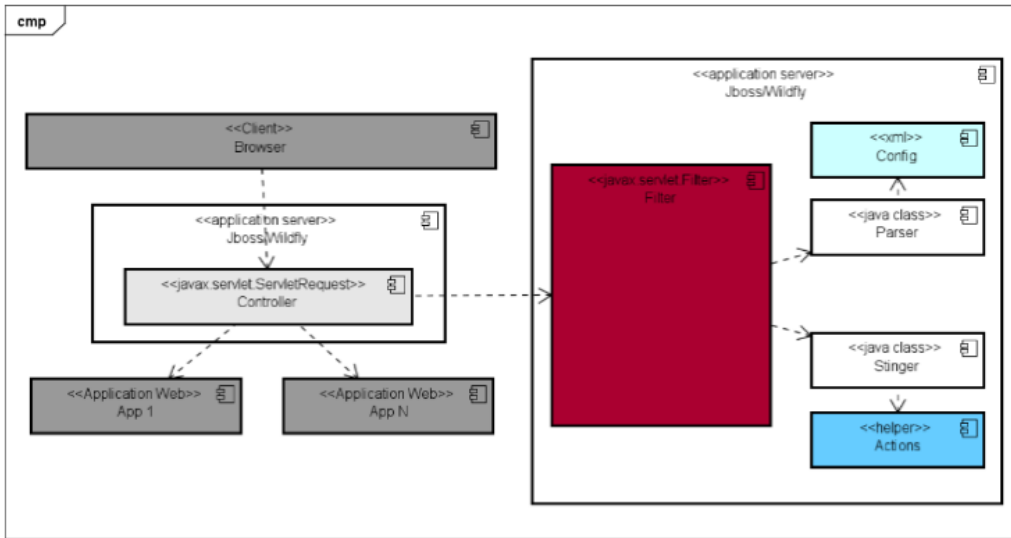 cmp
<<application server>>
Jboss/Wildfly
<<Client>>
Browser
<<xml>>
Config
<<javax.servlet.Filter>>
Filter
<<java class>>
Parser
<<application server>>
Jboss/Wildfly
<<javax.servlet.ServletRequest>>
Controller
<<java class>>
Stinger
<<Application Web>>
App 1
<<Application Web>>
App N
<<helper>>
Actions